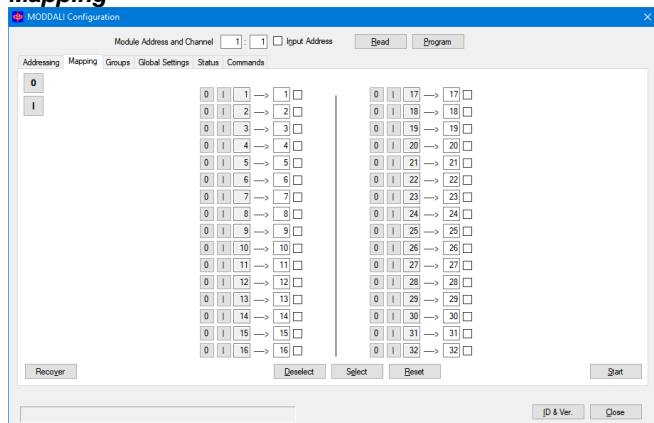 Mapping
MODDALI Configuration
Module Address and Channel 1 : 1 Input Address Read Program
Addressing Mapping Groups Global Settings Status Commands
0
I
0 I 1 ----> 1 0 I 17 ----> 17
0 I 2 ----> 2 0 I 18 ----> 18
0 I 3 ----> 3 0 I 19 ----> 19
0 I 4 ----> 4 0 I 20 ----> 20
0 I 5 ----> 5 0 I 21 ----> 21
0 I 6 ----> 6 0 I 22 ----> 22
0 I 7 ----> 7 0 I 23 ----> 23
0 I 8 ----> 8 0 I 24 ----> 24
0 I 9 ----> 9 0 I 25 ----> 25
0 I 10 ----> 10 0 I 26 ----> 26
0 I 11 ----> 11 0 I 27 ----> 27
0 I 12 ----> 12 0 I 28 ----> 28
0 I 13 ----> 13 0 I 29 ----> 29
0 I 14 ----> 14 0 I 30 ----> 30
0 I 15 ----> 15 0 I 31 ----> 31
0 I 16 ----> 16 0 I 32 ----> 32
Recover Deselect Select Reset Start
ID & Ver. Close